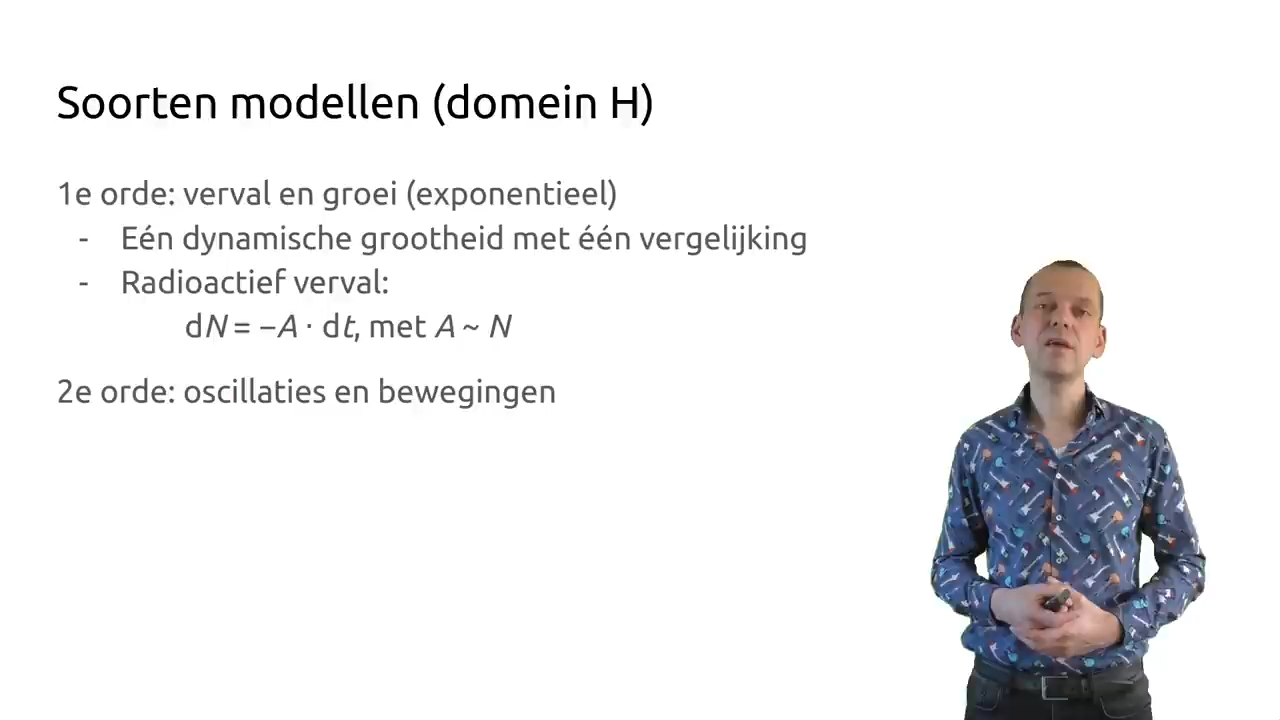 Soorten modellen (domein H)
1e orde: verval en groei (exponentieel)
- Eén dynamische grootheid met één vergelijking
- Radioactief verval:
dN = −A · dt, met A ~ N
2e orde: oscillaties en bewegingen